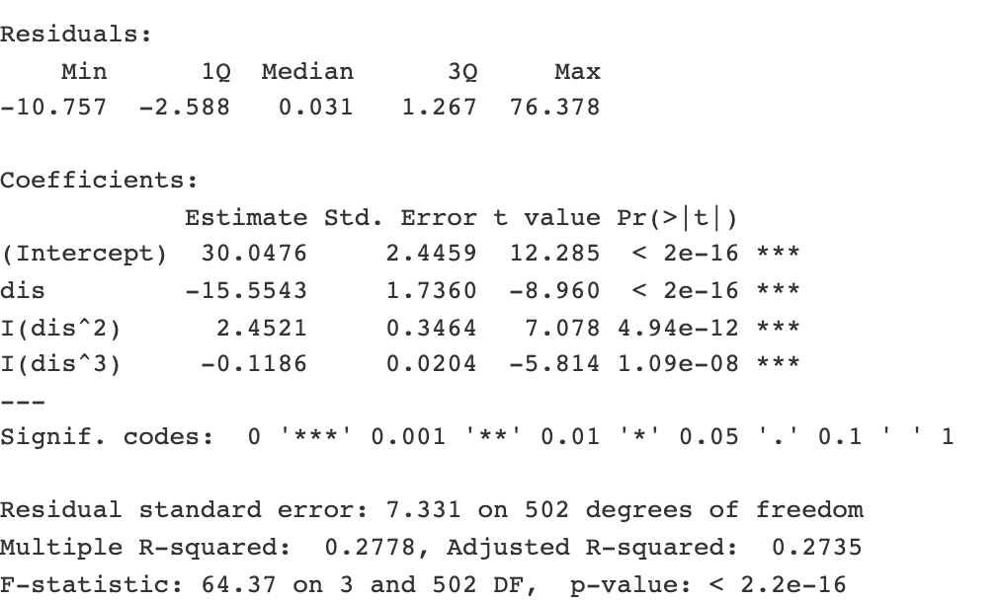 Residuals:
    Min      1Q  Median      3Q     Max
-10.757  -2.588   0.031   1.267  76.378

Coefficients:
            Estimate Std. Error t value Pr(>|t|)
(Intercept)  30.0476     2.4459  12.285  < 2e-16 ***
dis         -15.5543     1.7360  -8.960  < 2e-16 ***
I(dis^2)      2.4521     0.3464   7.078 4.94e-12 ***
I(dis^3)     -0.1186     0.0204  -5.814 1.09e-08 ***
---
Signif. codes:  0 '***' 0.001 '**' 0.01 '*' 0.05 '.' 0.1 ' ' 1

Residual standard error: 7.331 on 502 degrees of freedom
Multiple R-squared:  0.2778, Adjusted R-squared:  0.2735
F-statistic: 64.37 on 3 and 502 DF,  p-value: < 2.2e-16